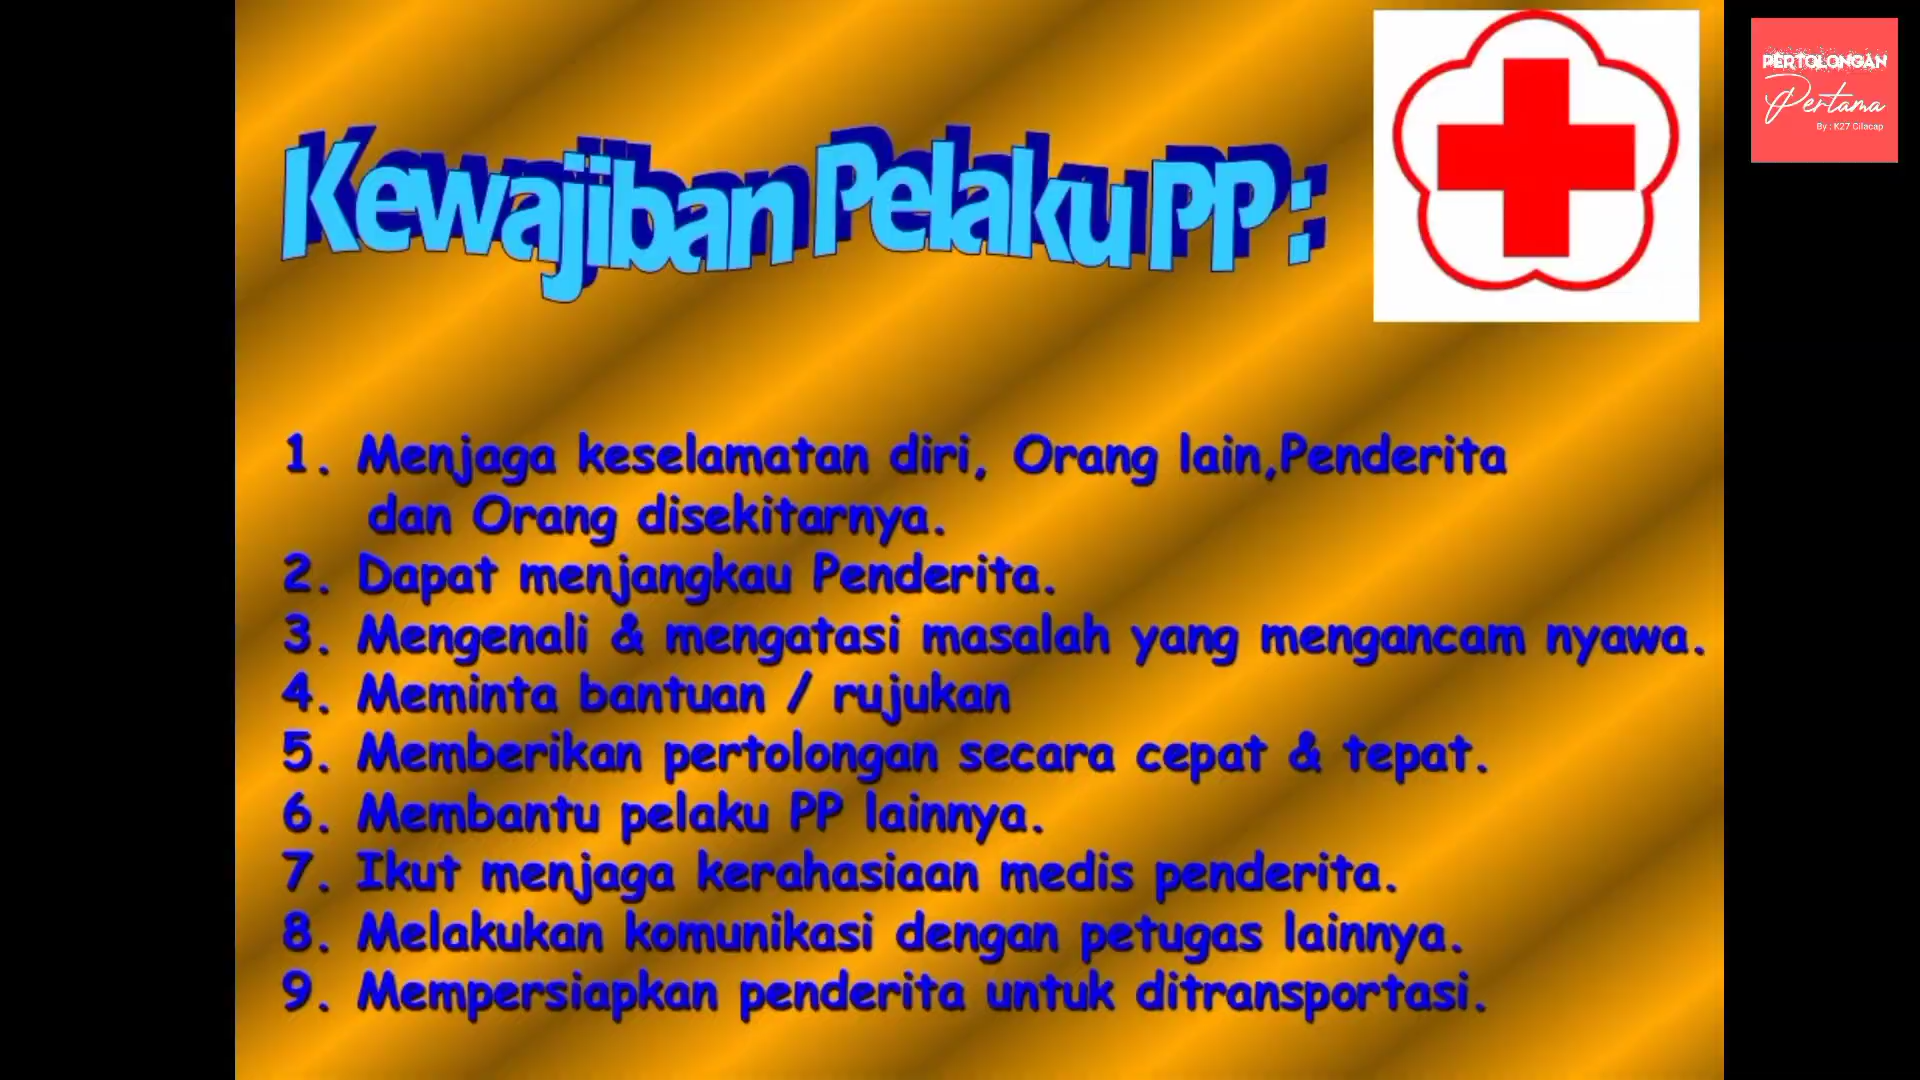 Kewajiban Pelaku PP :
PERTOLONGAN
Pertama
By : K27 Cilacap
1. Menjaga keselamatan diri, Orang lain,Penderita
dan Orang disekitarnya.
2. Dapat menjangkau Penderita.
3. Mengenali & mengatasi masalah yang mengancam nyawa.
4. Meminta bantuan / rujukan
5. Memberikan pertolongan secara cepat & tepat.
6. Membantu pelaku PP lainnya.
7. Ikut menjaga kerahasiaan medis penderita.
8. Melakukan komunikasi dengan petugas lainnya.
9. Mempersiapkan penderita untuk ditransportasi.